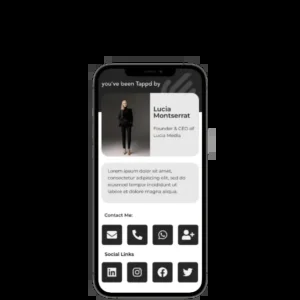 you've been Tappd by
Lucia
Montserrat
Founder & CEO of
Lucia Media.
Lorem ipsum dolor sit amet,
consectetur adipiscing elit, sed do
eiusmod tempor incididunt ut
labore et dolore magna aliqua.
Contact Me:
Social Links
in